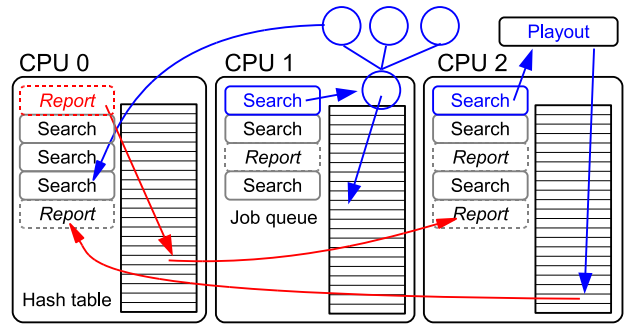 Playout
CPU 0
CPU 1
CPU 2
Report
Search
Search
Search
Report
Hash table
Search
Search
Report
Search
Job queue
Search
Search
Report
Search
Report